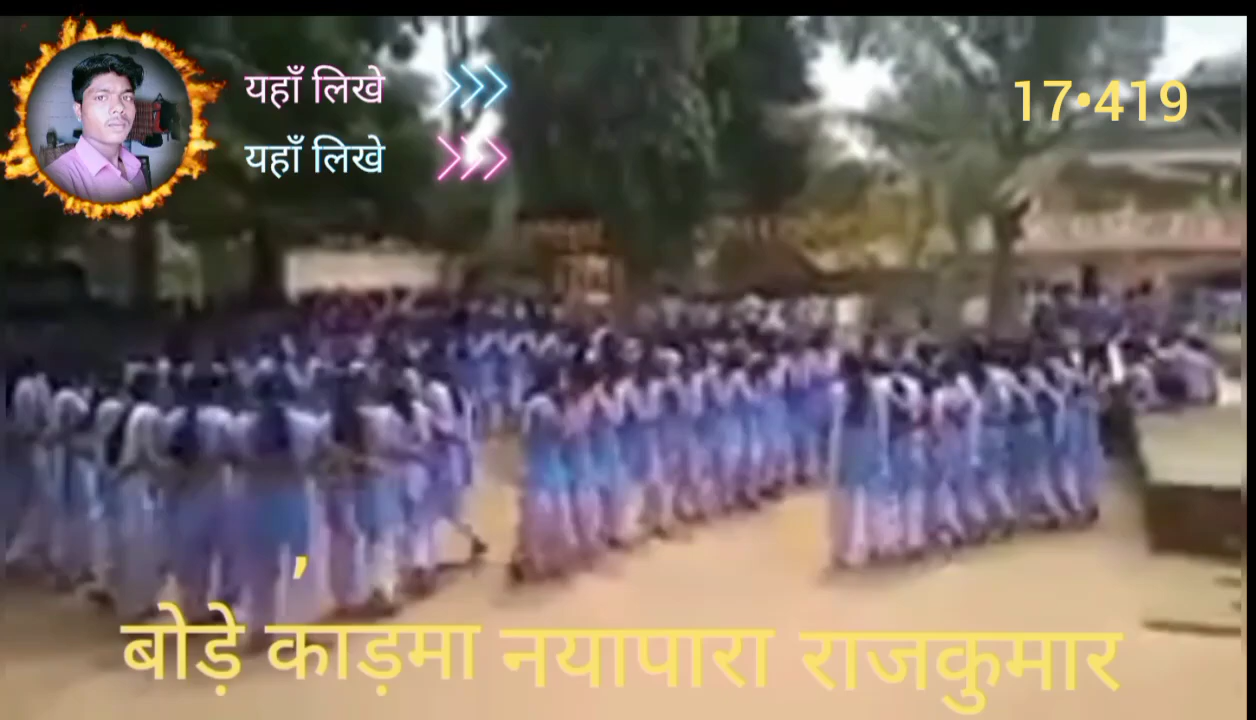 यहाँ लिखे >>>
यहाँ लिखे >>>
17•419
,
बोड़े काड़मा नयापारा राजकुमार